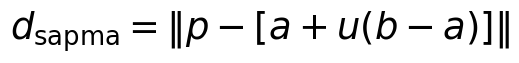 d_sapma = ‖p − [a + u(b − a)]‖